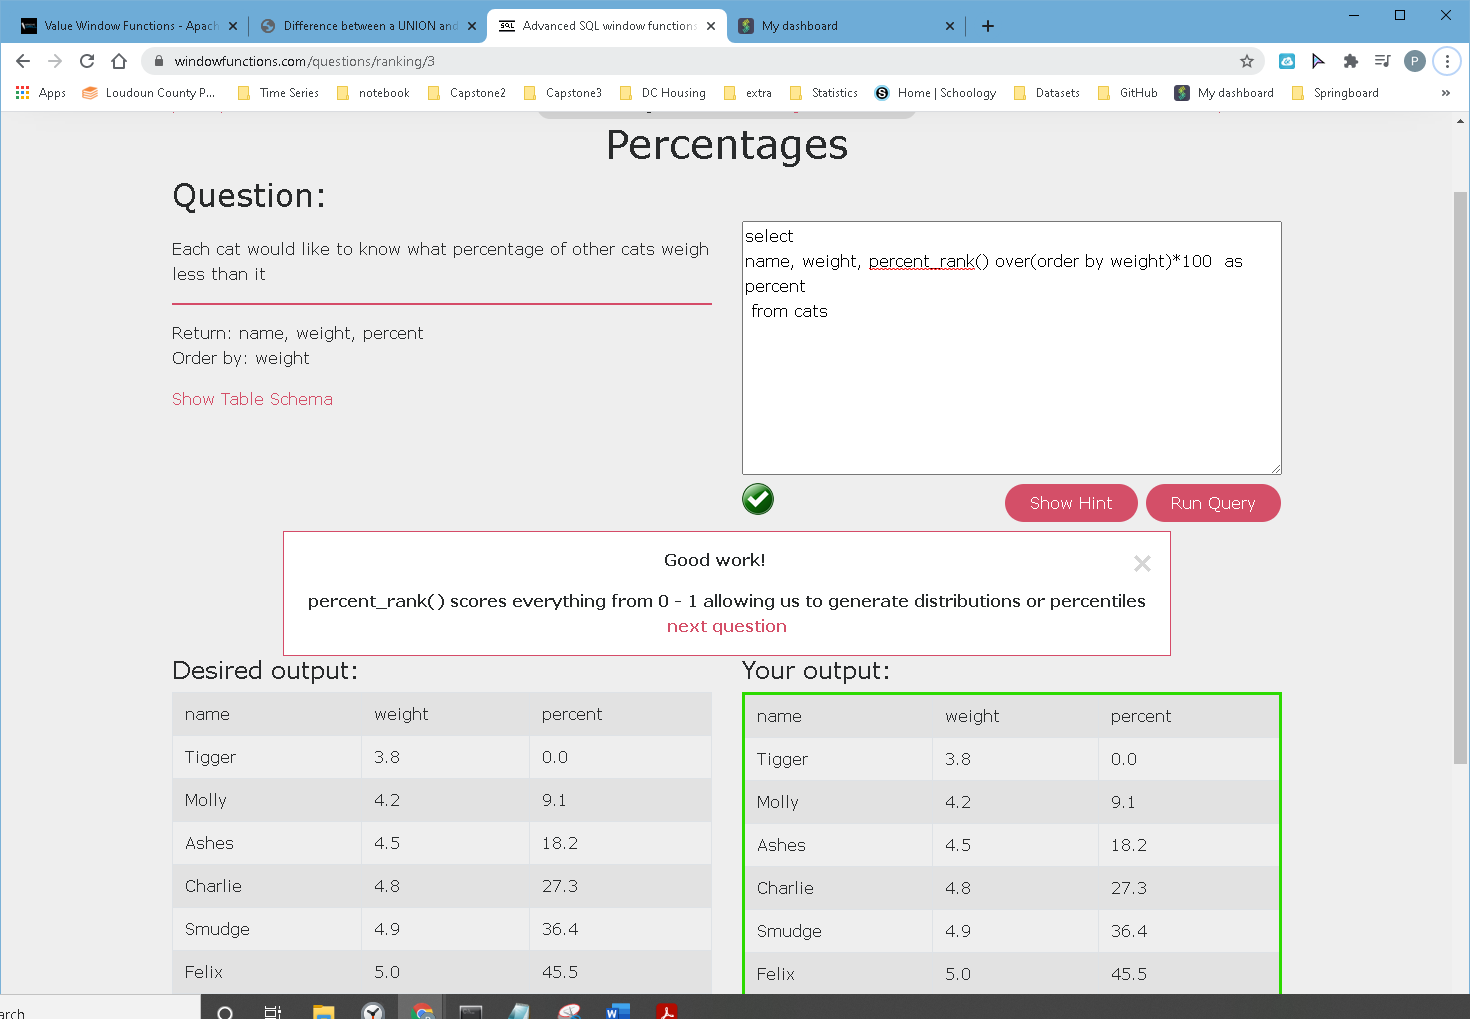 Value Window Functions - Apach
Difference between a UNION and
SQL
Advanced SQL window functions
My dashboard
windowfunctions.com/questions/ranking/3
P
Apps
Loudoun County P...
Time Series
notebook
Capstone2
Capstone3
DC Housing
extra
Statistics
S
Home | Schoology
Datasets
GitHub
My dashboard
Springboard
»
Percentages
Question:
Each cat would like to know what percentage of other cats weigh
less than it
Return: name, weight, percent
Order by: weight
Show Table Schema
select
name, weight, percent_rank() over(order by weight)*100  as
percent
from cats
Show Hint
Run Query
Good work!
percent_rank() scores everything from 0 - 1 allowing us to generate distributions or percentiles
next question
Desired output:
name weight percent
Tigger 3.8 0.0
Molly 4.2 9.1
Ashes 4.5 18.2
Charlie 4.8 27.3
Smudge 4.9 36.4
Felix 5.0 45.5
Your output:
name weight percent
Tigger 3.8 0.0
Molly 4.2 9.1
Ashes 4.5 18.2
Charlie 4.8 27.3
Smudge 4.9 36.4
Felix 5.0 45.5
arch
W